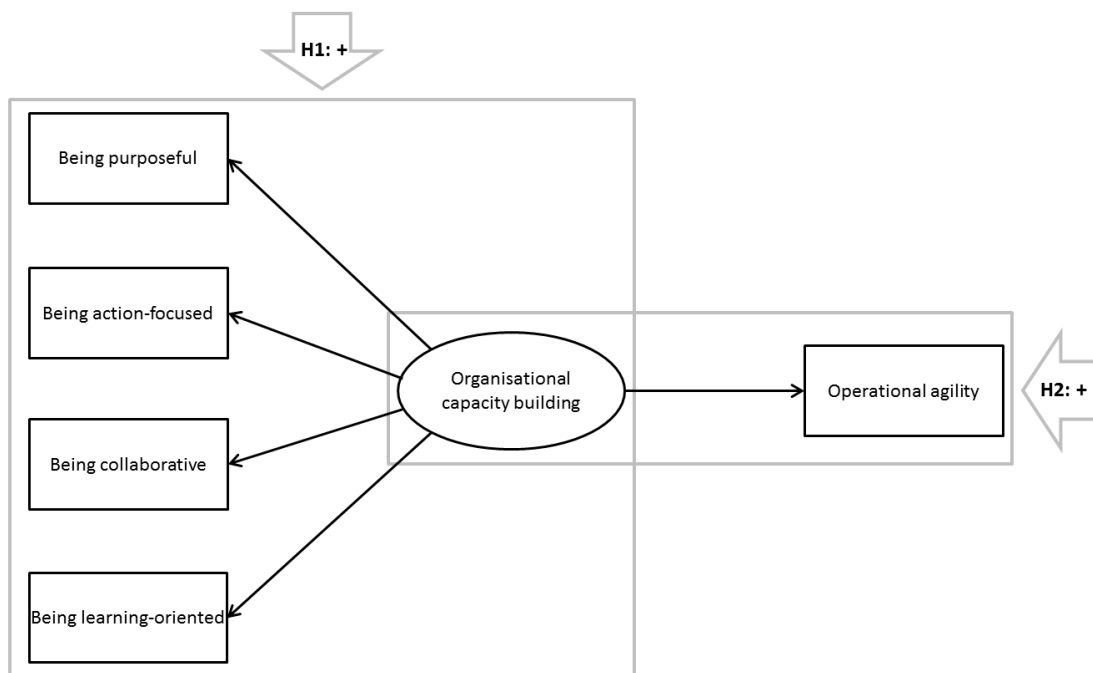 H1: +
Being purposeful
Being action-focused
Organisational
capacity building
Operational agility
H2: +
Being collaborative
Being learning-oriented